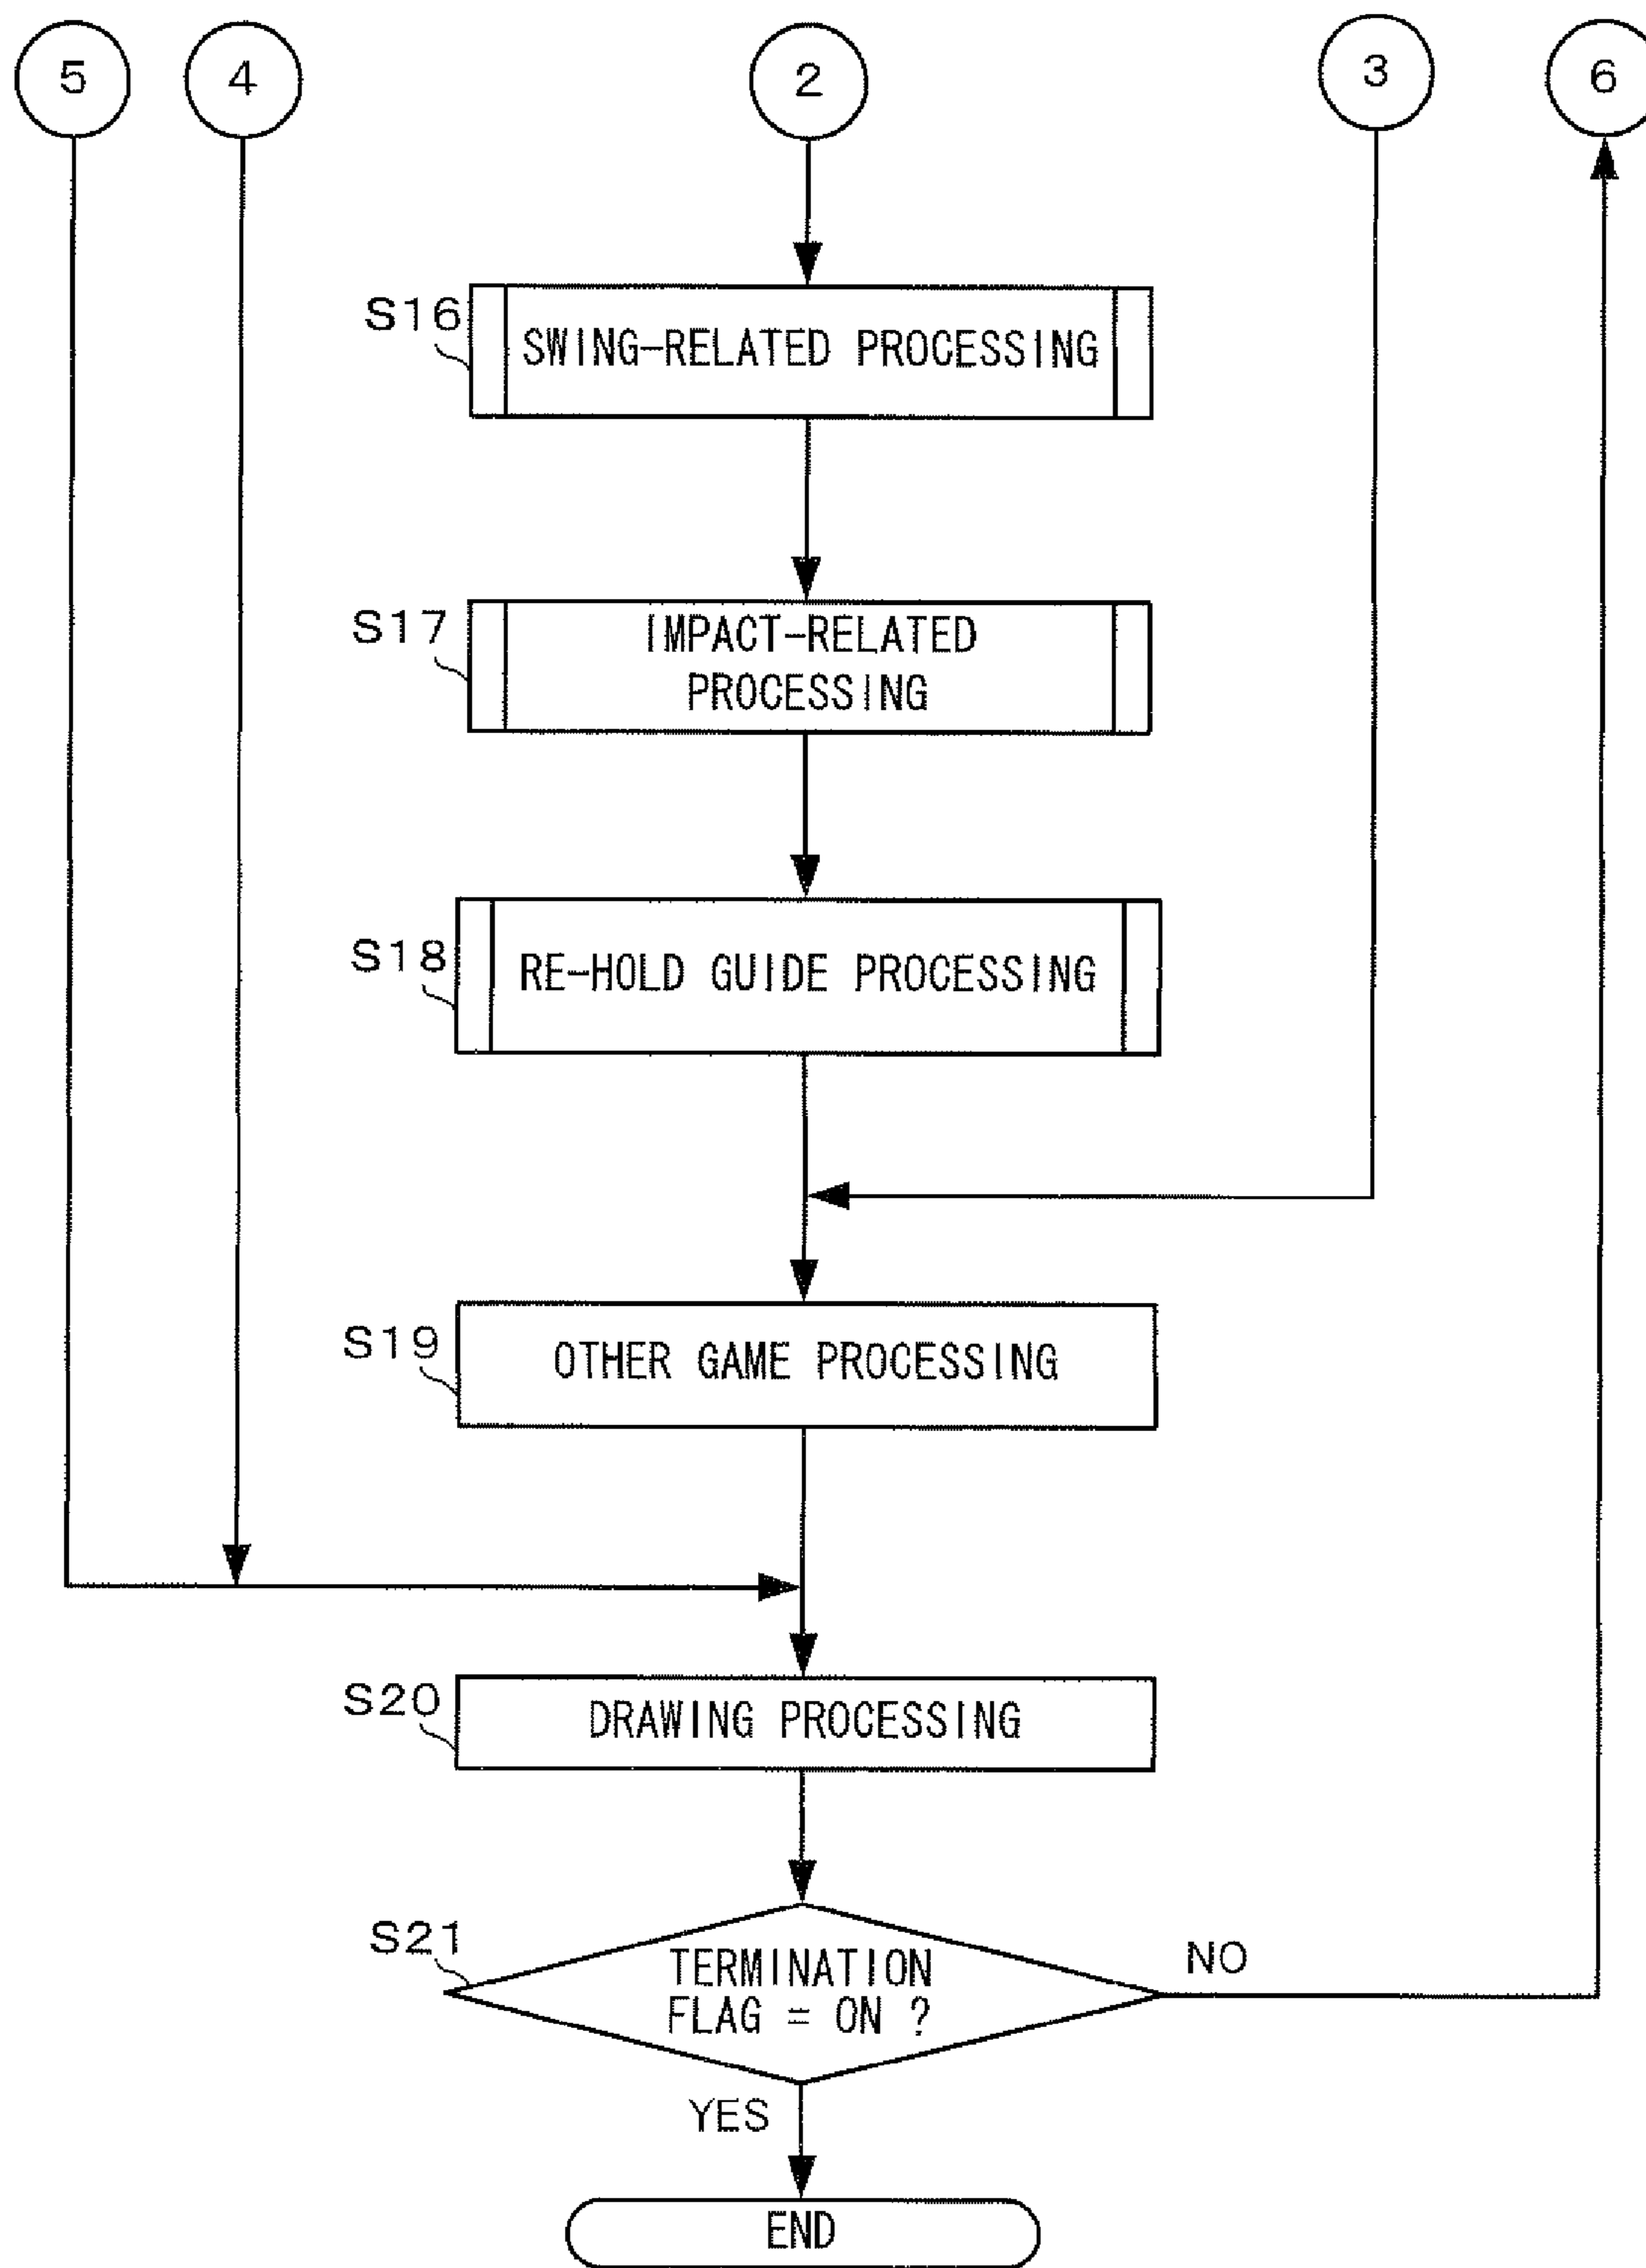 5 4 2 3 6
S16
SWING-RELATED PROCESSING
S17
IMPACT-RELATED
PROCESSING
S18
RE-HOLD GUIDE PROCESSING
S19
OTHER GAME PROCESSING
S20
DRAWING PROCESSING
S21
TERMINATION
FLAG = ON ?
NO
YES
END